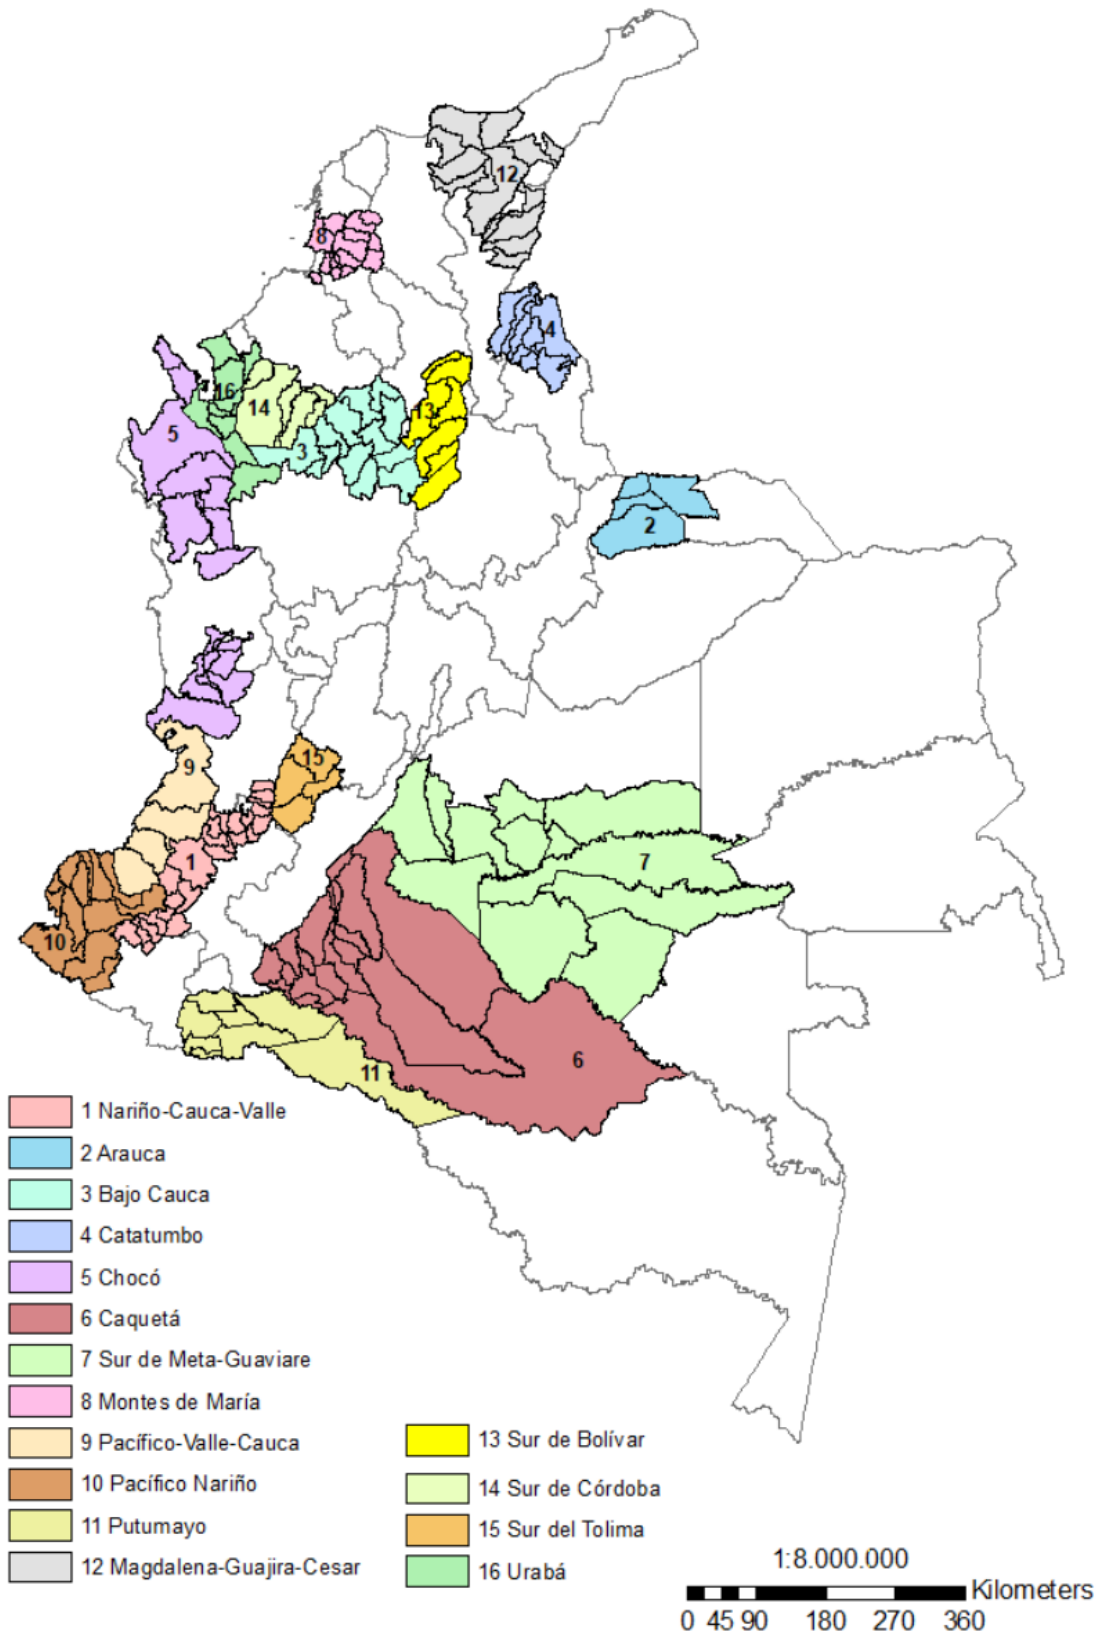 12
8
4
16
14
5
13
3
2
9
15
1
7
10
6
11
1 Nariño-Cauca-Valle
2 Arauca
3 Bajo Cauca
4 Catatumbo
5 Chocó
6 Caquetá
7 Sur de Meta-Guaviare
8 Montes de María
9 Pacífico-Valle-Cauca
10 Pacífico Nariño
11 Putumayo
12 Magdalena-Guajira-Cesar
13 Sur de Bolívar
14 Sur de Córdoba
15 Sur del Tolima
16 Urabá
1:8.000.000
Kilometers
0 45 90 180 270 360